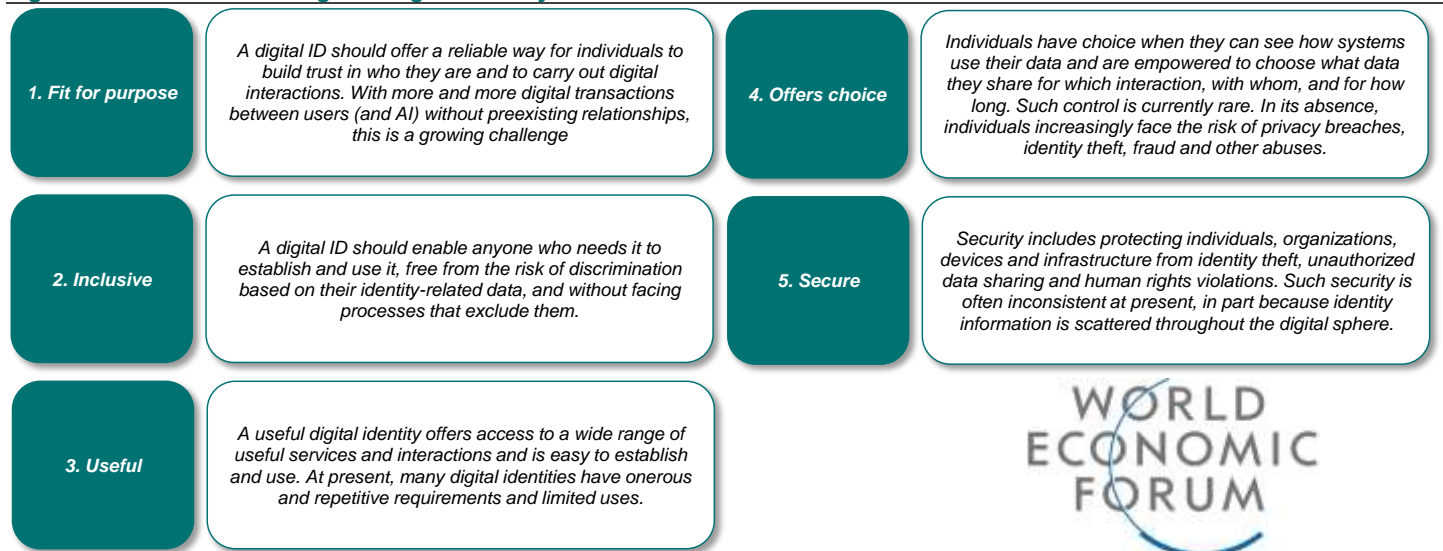 1. Fit for purpose
A digital ID should offer a reliable way for individuals to
build trust in who they are and to carry out digital
interactions. With more and more digital transactions
between users (and AI) without preexisting relationships,
this is a growing challenge
2. Inclusive
A digital ID should enable anyone who needs it to
establish and use it, free from the risk of discrimination
based on their identity-related data, and without facing
processes that exclude them.
3. Useful
A useful digital identity offers access to a wide range of
useful services and interactions and is easy to establish
and use. At present, many digital identities have onerous
and repetitive requirements and limited uses.
4. Offers choice
Individuals have choice when they can see how systems
use their data and are empowered to choose what data
they share for which interaction, with whom, and for how
long. Such control is currently rare. In its absence,
individuals increasingly face the risk of privacy breaches,
identity theft, fraud and other abuses.
5. Secure
Security includes protecting individuals, organizations,
devices and infrastructure from identity theft, unauthorized
data sharing and human rights violations. Such security is
often inconsistent at present, in part because identity
information is scattered throughout the digital sphere.
WORLD
ECONOMIC
FORUM